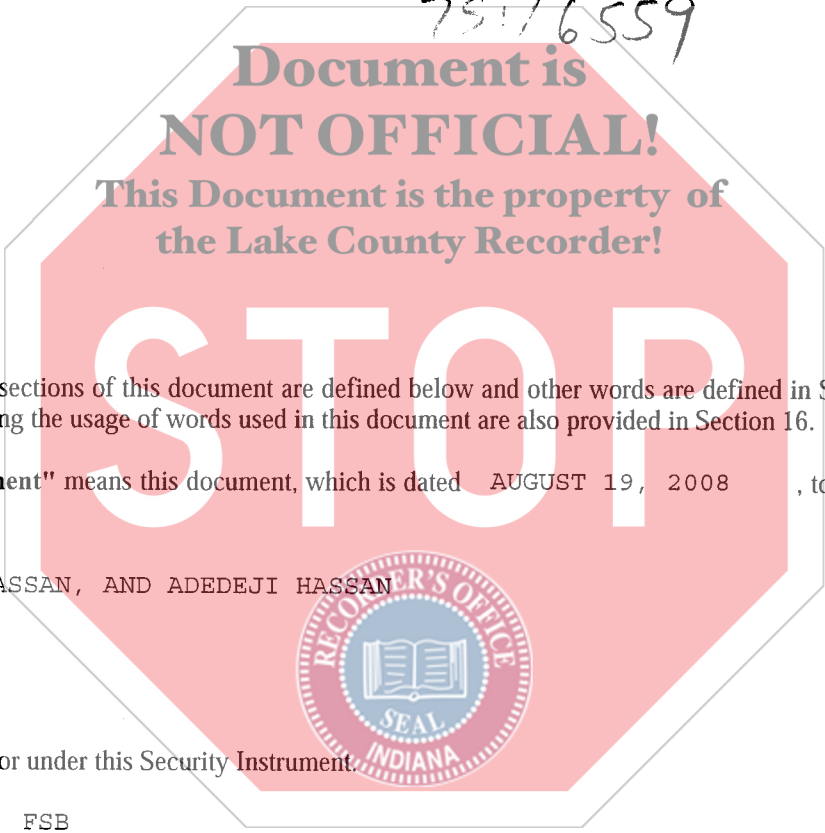 6559
Document is
NOT OFFICIAL!
This Document is the property of
the Lake County Recorder!
STOP
sections of this document are defined below and other words are defined in S
ng the usage of words used in this document are also provided in Section 16.
ment" means this document, which is dated AUGUST 19, 2008 , to
ASSAN, AND ADEDEJI HASSAN
RECORDER'S OFFICE
SEAL
INDIANA
or under this Security Instrument.
FSB